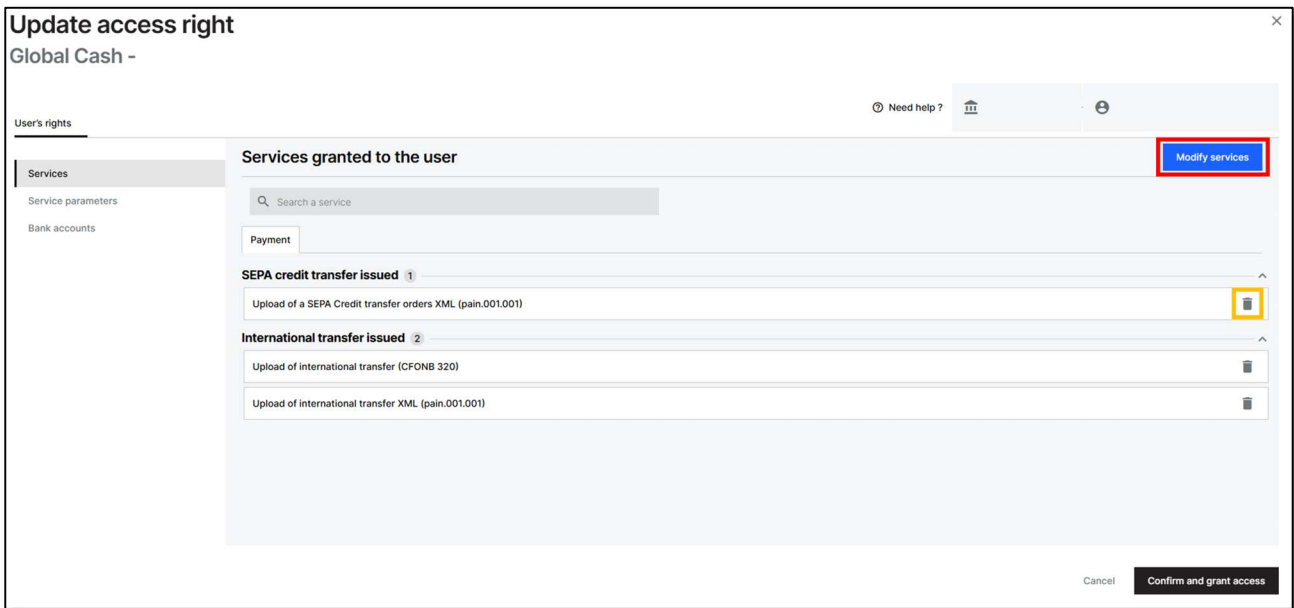 Update access right
Global Cash -
Need help ?
User's rights
Services granted to the user
Modify services
Services
Service parameters
Bank accounts
Search a service
Payment
SEPA credit transfer issued 1
Upload of a SEPA Credit transfer orders XML (pain.001.001)
International transfer issued 2
Upload of international transfer (CFONB 320)
Upload of international transfer XML (pain.001.001)
Cancel
Confirm and grant access